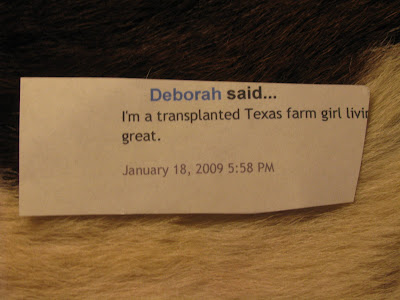 Deborah said...
I'm a transplanted Texas farm girl
great.
January 18, 2009 5:58 PM